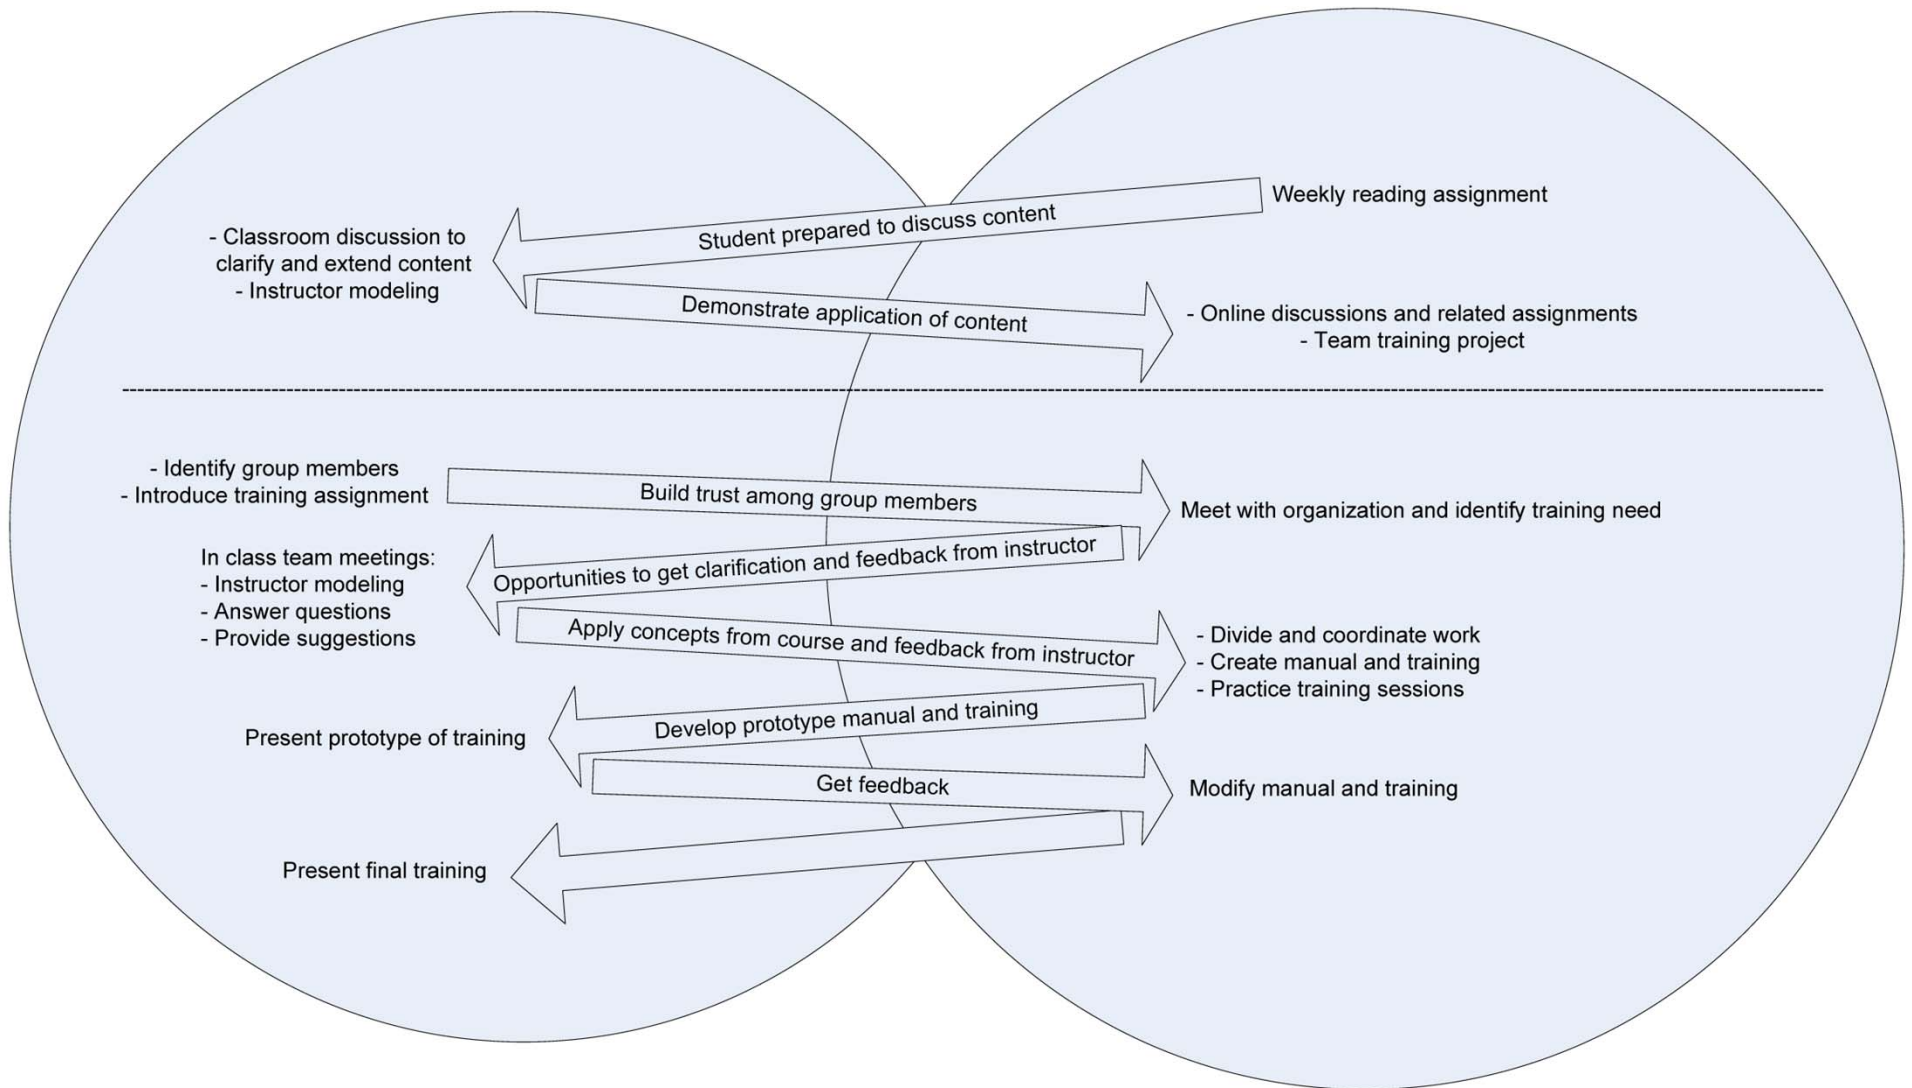 Weekly reading assignment
Student prepared to discuss content
- Classroom discussion to
clarify and extend content
- Instructor modeling
Demonstrate application of content
- Online discussions and related assignments
- Team training project
- Identify group members
- Introduce training assignment
Build trust among group members
Meet with organization and identify training need
Opportunities to get clarification and feedback from instructor
In class team meetings:
- Instructor modeling
- Answer questions
- Provide suggestions
Apply concepts from course and feedback from instructor
- Divide and coordinate work
- Create manual and training
- Practice training sessions
Develop prototype manual and training
Present prototype of training
Get feedback
Modify manual and training
Present final training